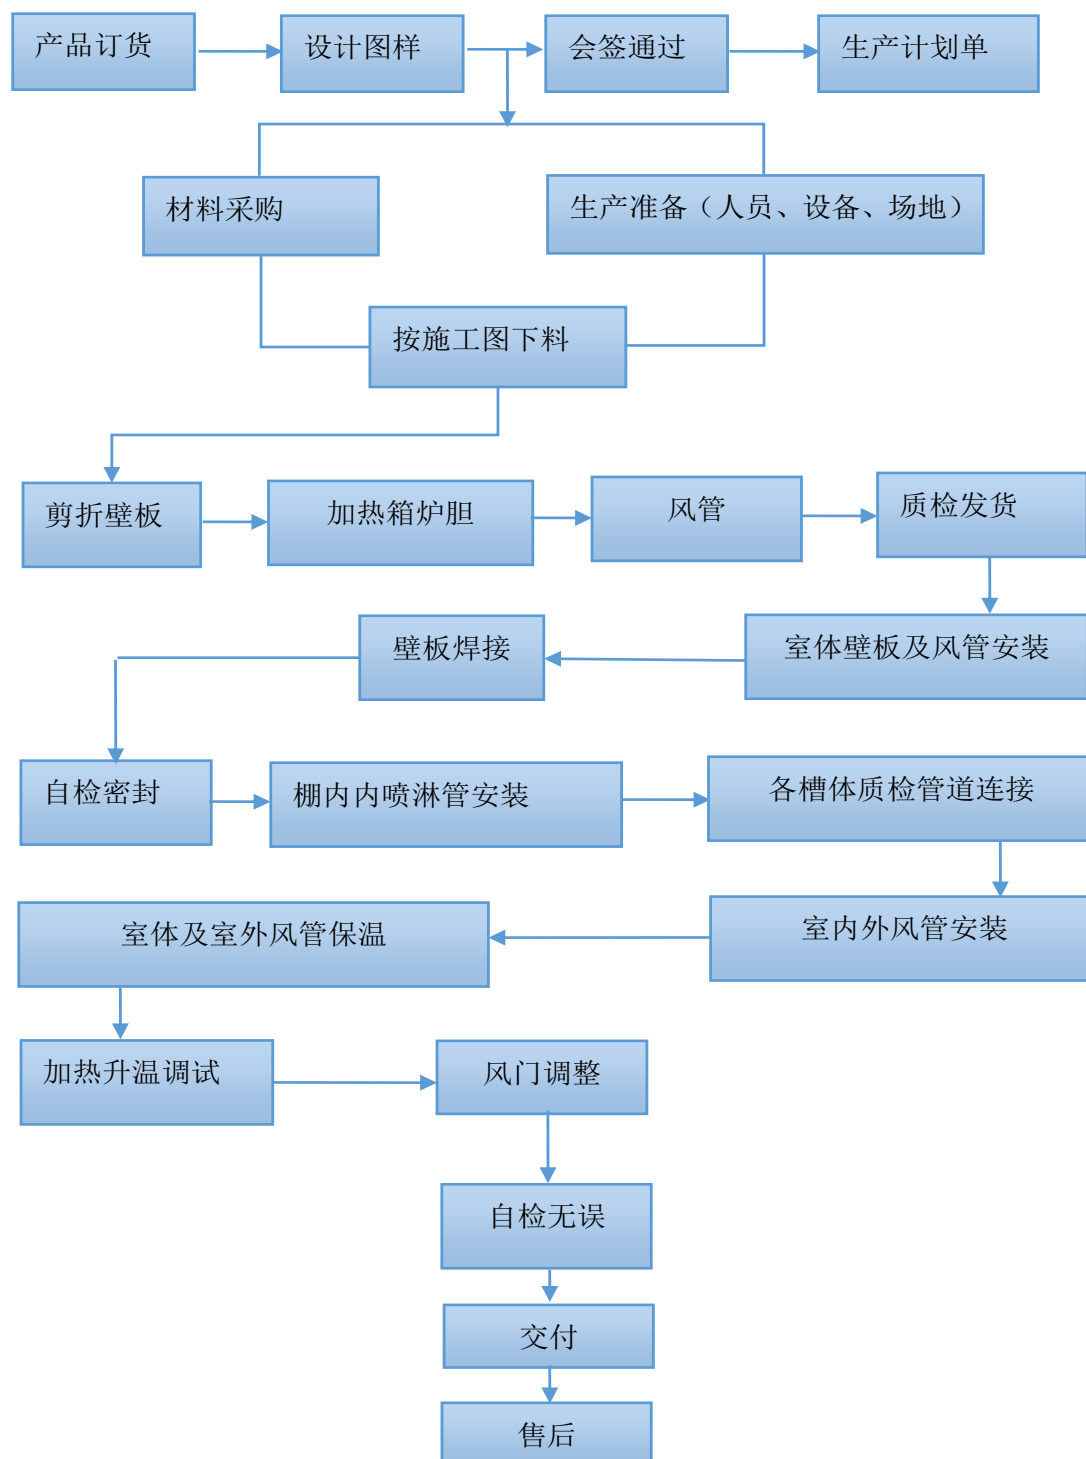 产品订货
设计图样
会签通过
生产计划单
材料采购
生产准备（人员、设备、场地）
按施工图下料
剪折壁板
加热箱炉胆
风管
质检发货
壁板焊接
室体壁板及风管安装
自检密封
棚内内喷淋管安装
各槽体质检管道连接
室体及室外风管保温
室内外风管安装
加热升温调试
风门调整
自检无误
交付
售后